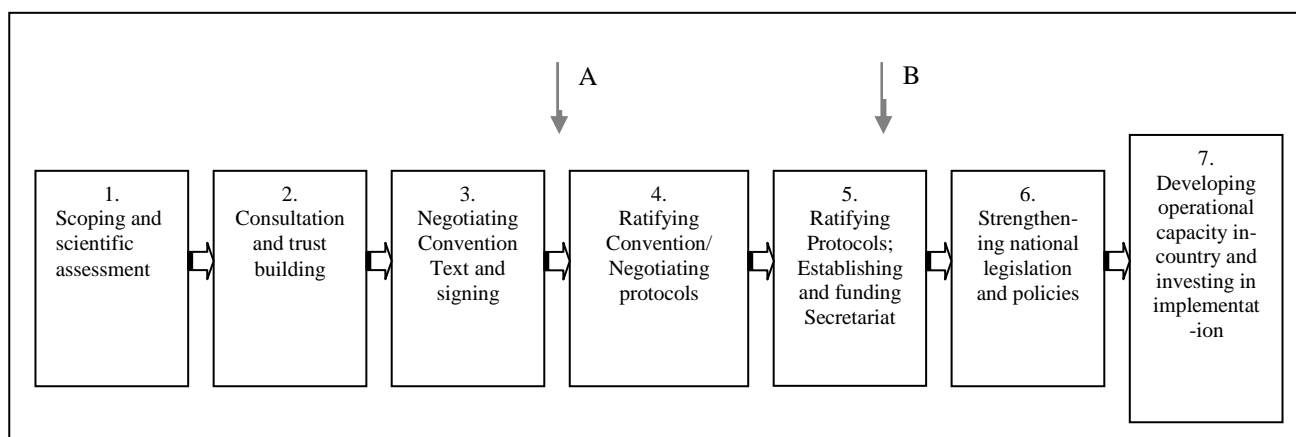 A
B
1.
Scoping and
scientific
assessment
2.
Consultation
and trust
building
3.
Negotiating
Convention
Text and
signing
4.
Ratifying
Convention/
Negotiating
protocols
5.
Ratifying
Protocols;
Establishing
and funding
Secretariat
6.
Strengthen-
ing national
legislation
and policies
7.
Developing
operational
capacity in-
country and
investing in
implementat
-ion